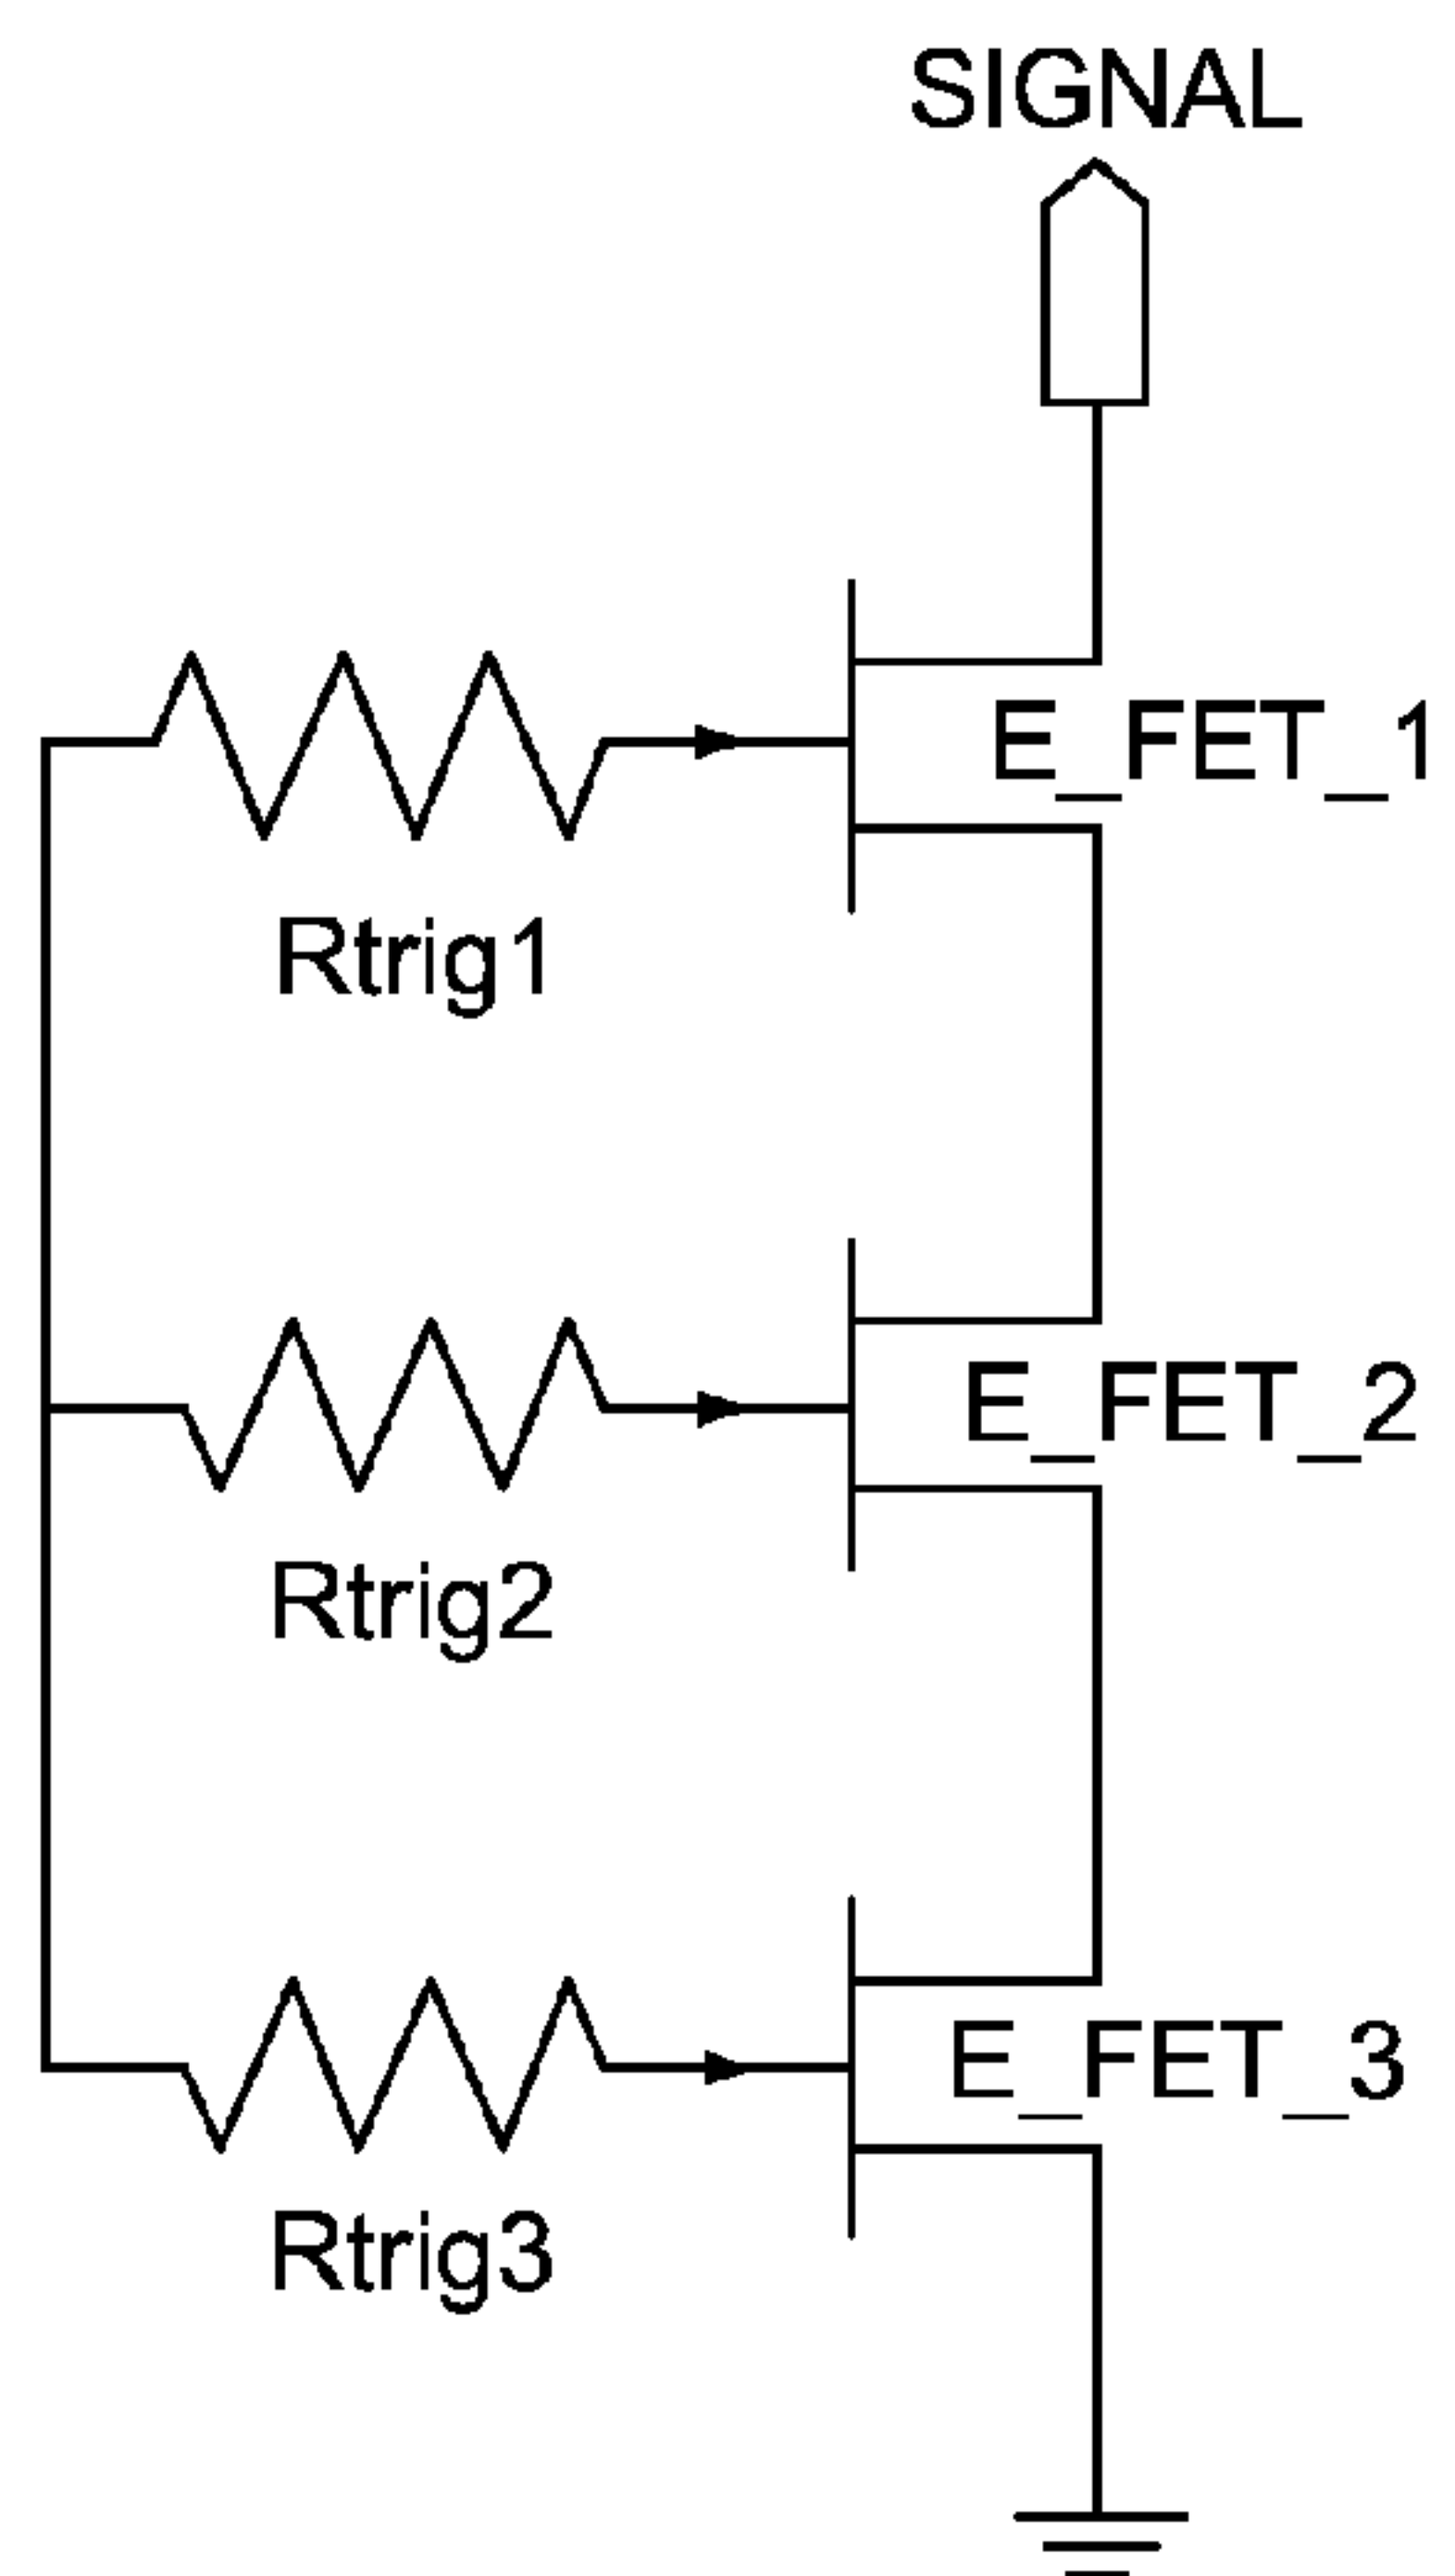 SIGNAL
E_FET_1
Rtrig1
E_FET_2
Rtrig2
E_FET_3
Rtrig3